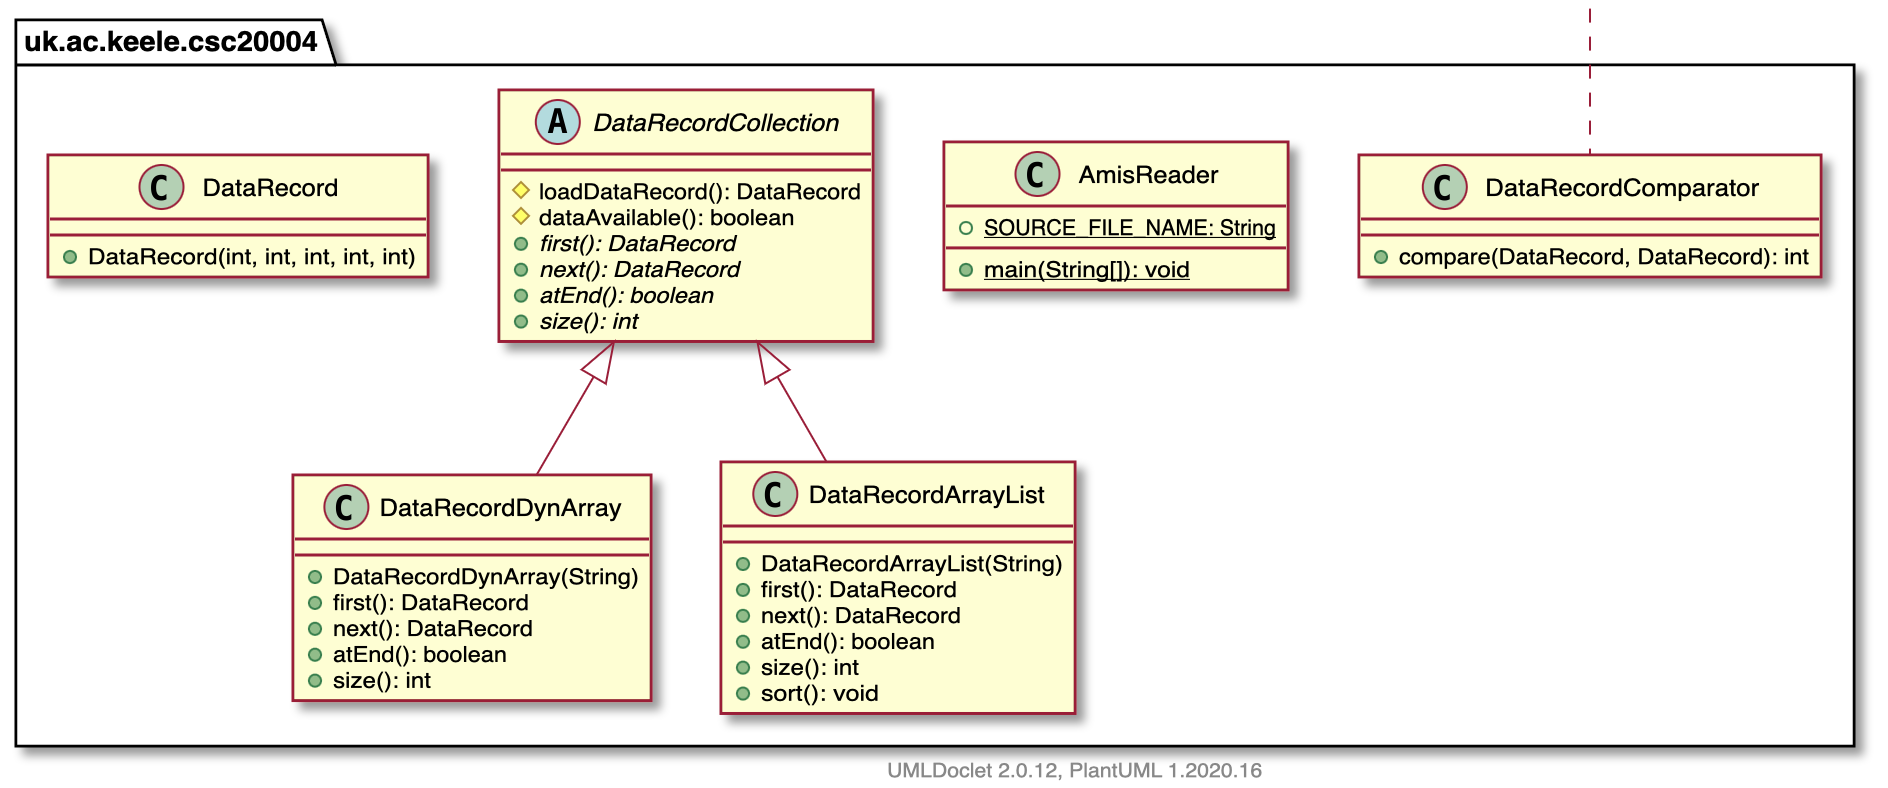 uk.ac.keele.csc20004
C DataRecord
DataRecord(int, int, int, int, int)
A DataRecordCollection
loadDataRecord(): DataRecord
dataAvailable(): boolean
first(): DataRecord
next(): DataRecord
atEnd(): boolean
size(): int
C AmisReader
SOURCE_FILE_NAME: String
main(String[]): void
C DataRecordComparator
compare(DataRecord, DataRecord): int
C DataRecordDynArray
DataRecordDynArray(String)
first(): DataRecord
next(): DataRecord
atEnd(): boolean
size(): int
C DataRecordArrayList
DataRecordArrayList(String)
first(): DataRecord
next(): DataRecord
atEnd(): boolean
size(): int
sort(): void
UMLDoclet 2.0.12, PlantUML 1.2020.16